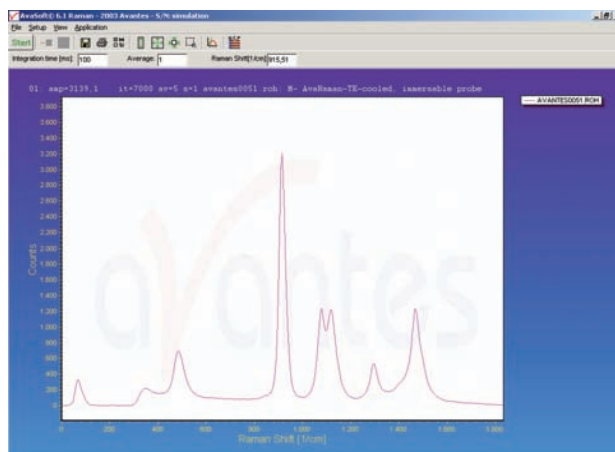 AvaSoft© 6.1 Raman - 2003 Avantes - S/N simulation
File Setup View Application
Start
Integration time [ms]: 100 Average: 1 Raman Shift[1/cm] 915,51
01: amp=3139.1 it=7000 av=5 s=1 avantes0051.roh: M- AvaRaman-TE-cooled, immersable probe
AVANTES0051.ROH
3.800
3.600
3.400
3.200
3.000
2.800
2.600
2.400
2.200
2.000
1.800
1.600
1.400
1.200
1.000
800
600
400
200
0
Counts
avantes
0 200 400 600 800 1.000 1.200 1.400 1.600 1.800
Raman Shift [1/cm]